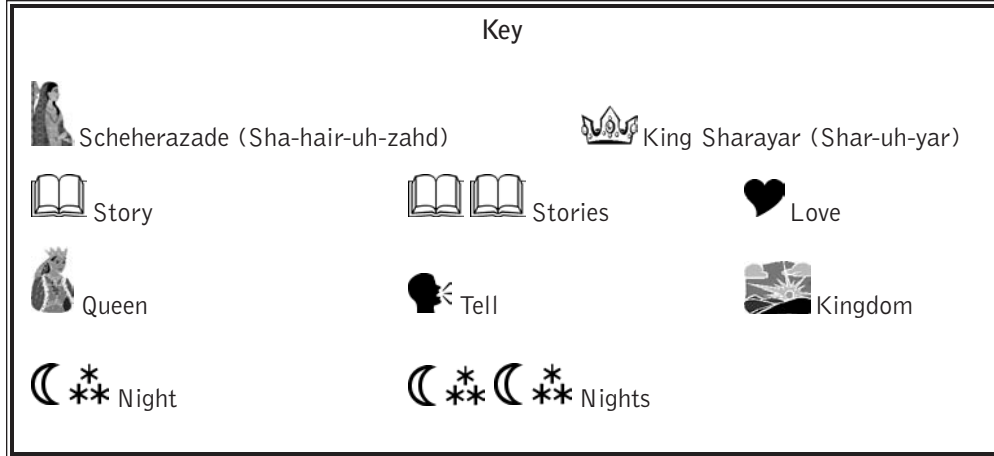 Key
Scheherazade (Sha-hair-uh-zahd) King Sharayar (Shar-uh-yar)
Story Stories Love
Queen Tell Kingdom
Night Nights